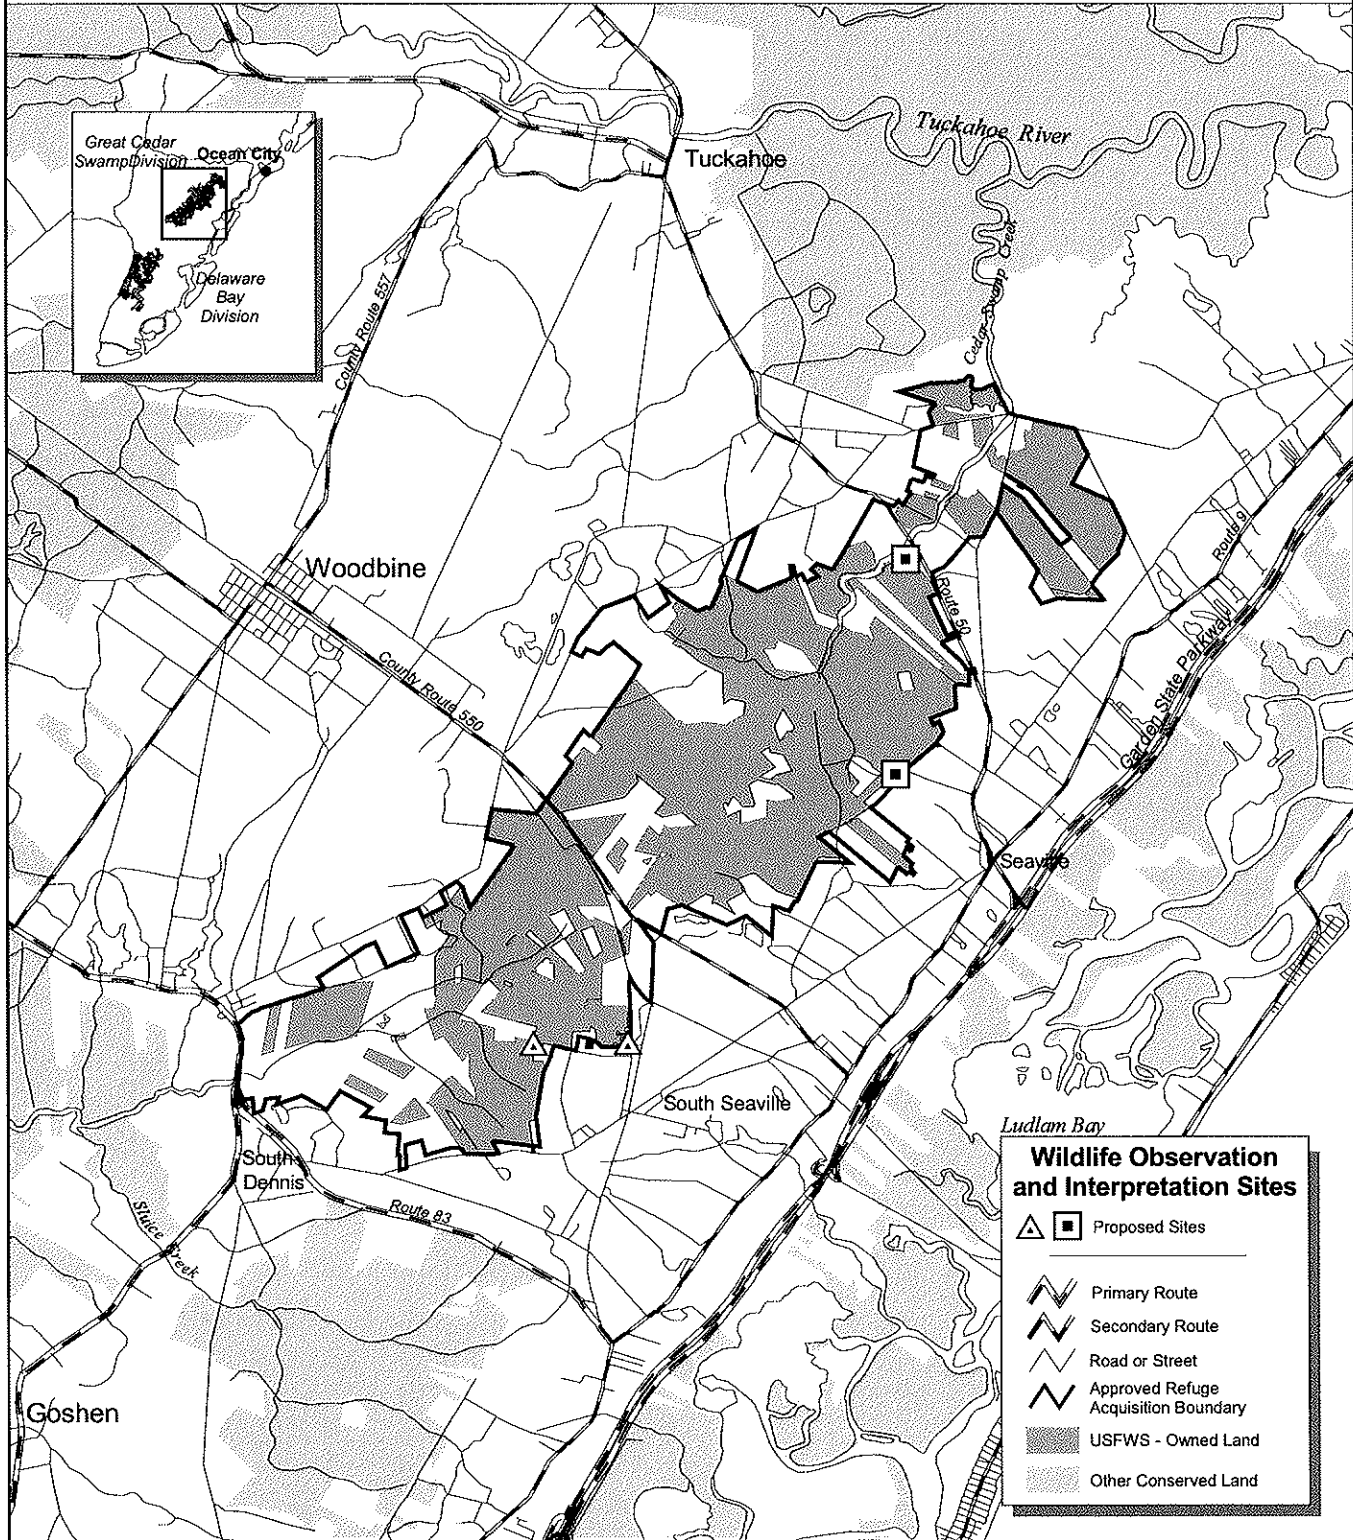 Tuckahoe River
Great Cedar
SwampDivision
Ocean City
Tuckahoe
Cedar Swamp Creek
Delaware
Bay
Division
County Route 557
Route 9
Woodbine
Route 50
County Route 550
Garden State Parkway
Seaville
South Seaville
Ludlam Bay
South
Dennis
Sluice Creek
Route 83
Goshen
Wildlife Observation
and Interpretation Sites
Proposed Sites
Primary Route
Secondary Route
Road or Street
Approved Refuge
Acquisition Boundary
USFWS - Owned Land
Other Conserved Land